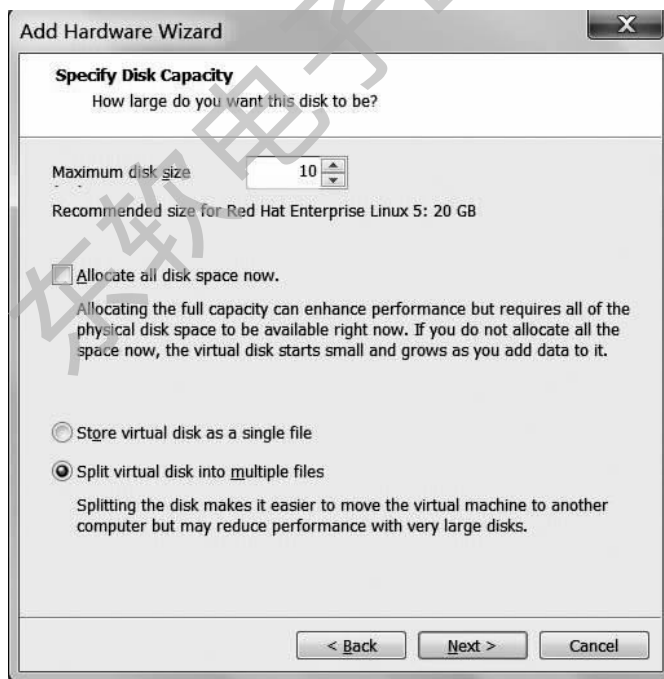 Add Hardware Wizard
X
Specify Disk Capacity
How large do you want this disk to be?
Maximum disk size
10
Recommended size for Red Hat Enterprise Linux 5: 20 GB
Allocate all disk space now.
Allocating the full capacity can enhance performance but requires all of the
physical disk space to be available right now. If you do not allocate all the
space now, the virtual disk starts small and grows as you add data to it.
Store virtual disk as a single file
Split virtual disk into multiple files
Splitting the disk makes it easier to move the virtual machine to another
computer but may reduce performance with very large disks.
< Back
Next >
Cancel
东软电子